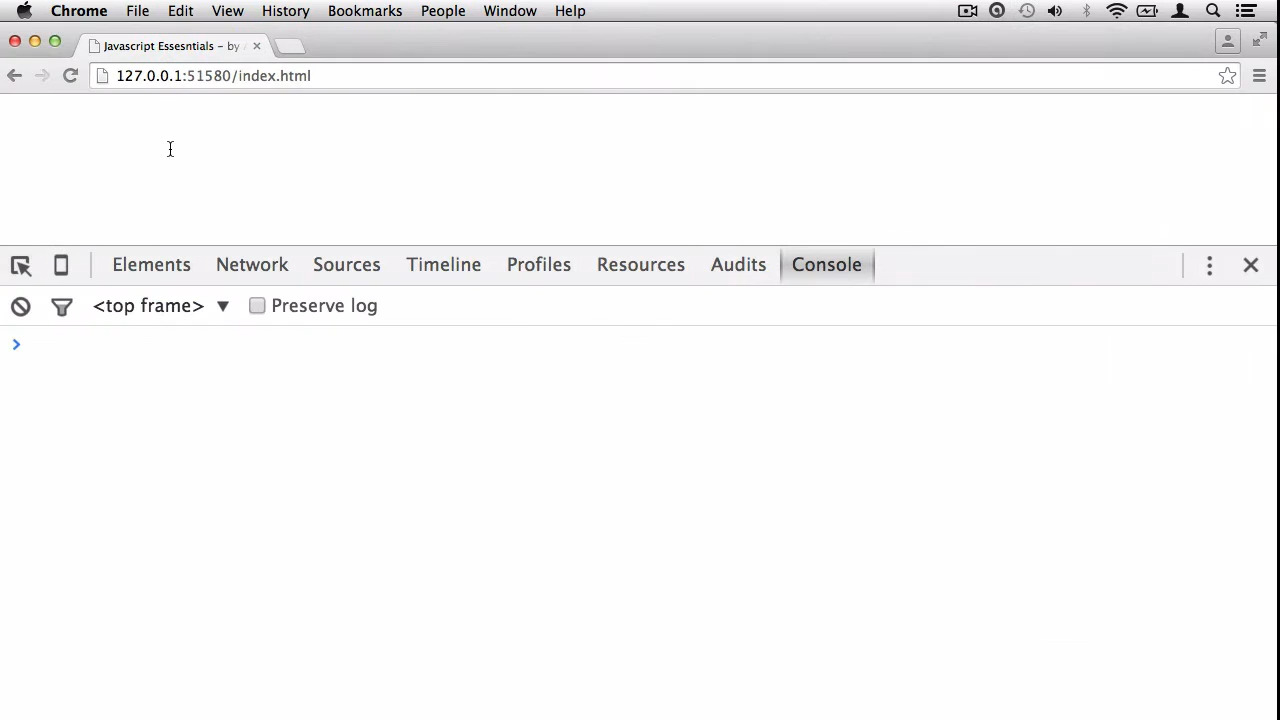 Chrome File Edit View History Bookmarks People Window Help
Javascript Essesntials – by
127.0.0.1:51580/index.html
Elements Network Sources Timeline Profiles Resources Audits Console
<top frame> ▼ Preserve log